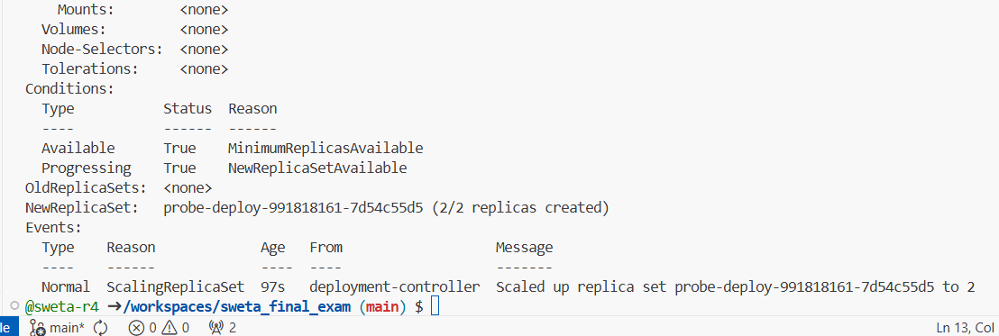 Mounts: <none>
Volumes: <none>
Node-Selectors: <none>
Tolerations: <none>
Conditions:
Type Status Reason
---- ------ ------
Available True MinimumReplicasAvailable
Progressing True NewReplicaSetAvailable
OldReplicaSets: <none>
NewReplicaSet: probe-deploy-991818161-7d54c55d5 (2/2 replicas created)
Events:
Type Reason Age From Message
---- ------ ---- ---- -------
Normal ScalingReplicaSet 97s deployment-controller Scaled up replica set probe-deploy-991818161-7d54c55d5 to 2
@sweta-r4 ➜/workspaces/sweta_final_exam (main) $
le main* 0 0 2 Ln 13, Col